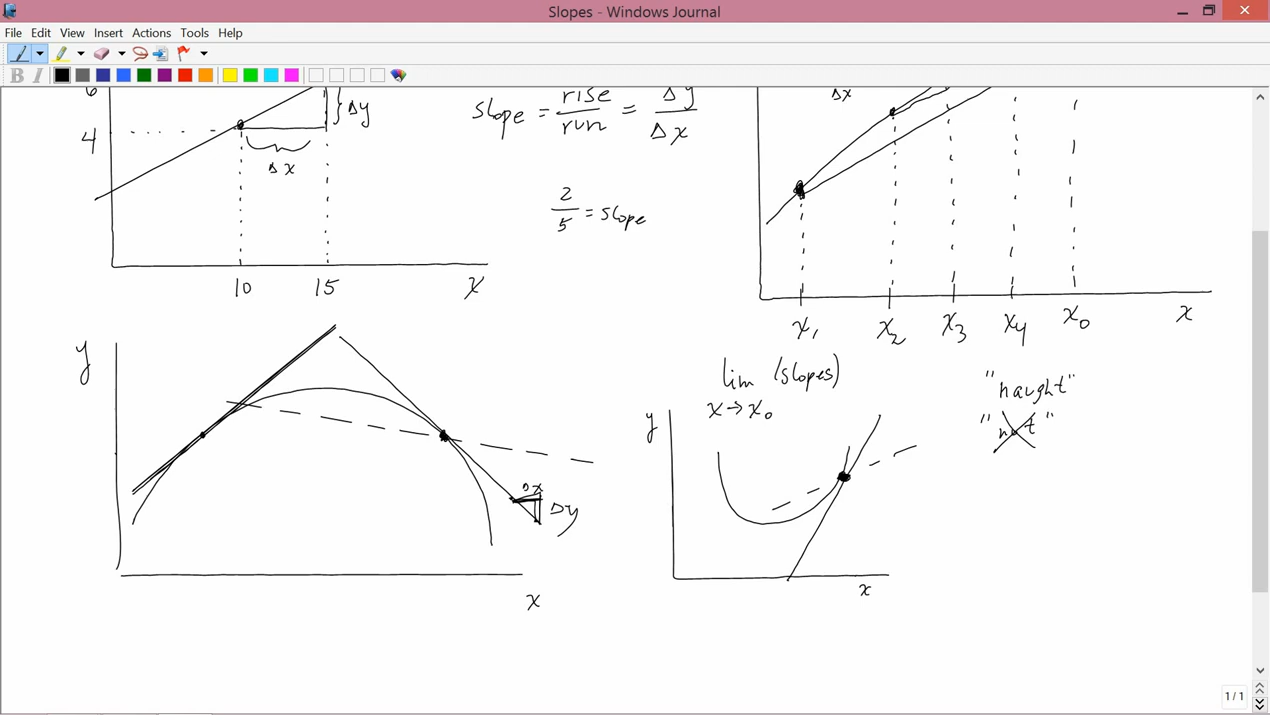 Slopes - Windows Journal
File Edit View Insert Actions Tools Help
B I
6
4
} Δy
Δx
10 15 x
slope = rise/run = Δy/Δx
2/5 = slope
Δx
x₁ x₂ x₃ x₄ x₀ x
y
Δx
Δy
x
lim (slopes)
x→x₀
y
x
"naught"
"not"
1 / 1